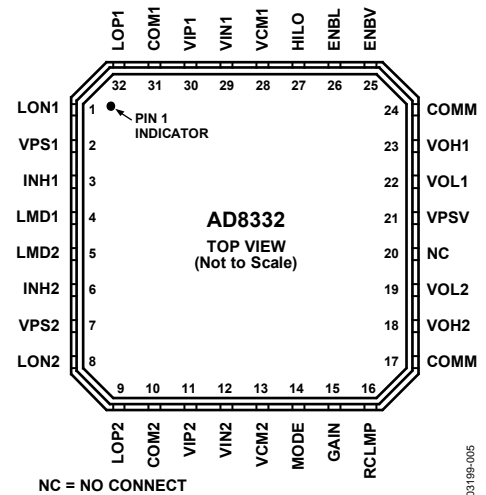 LOP1 COM1 VIP1 VIN1 VCM1 HILO ENBL ENBV
32 31 30 29 28 27 26 25
LON1 1 PIN 1 INDICATOR 24 COMM
VPS1 2 23 VOH1
INH1 3 22 VOL1
LMD1 4 AD8332 21 VPSV
LMD2 5 TOP VIEW (Not to Scale) 20 NC
INH2 6 19 VOL2
VPS2 7 18 VOH2
LON2 8 17 COMM
9 10 11 12 13 14 15 16
LOP2 COM2 VIP2 VIN2 VCM2 MODE GAIN RCLMP
NC = NO CONNECT
03199-005